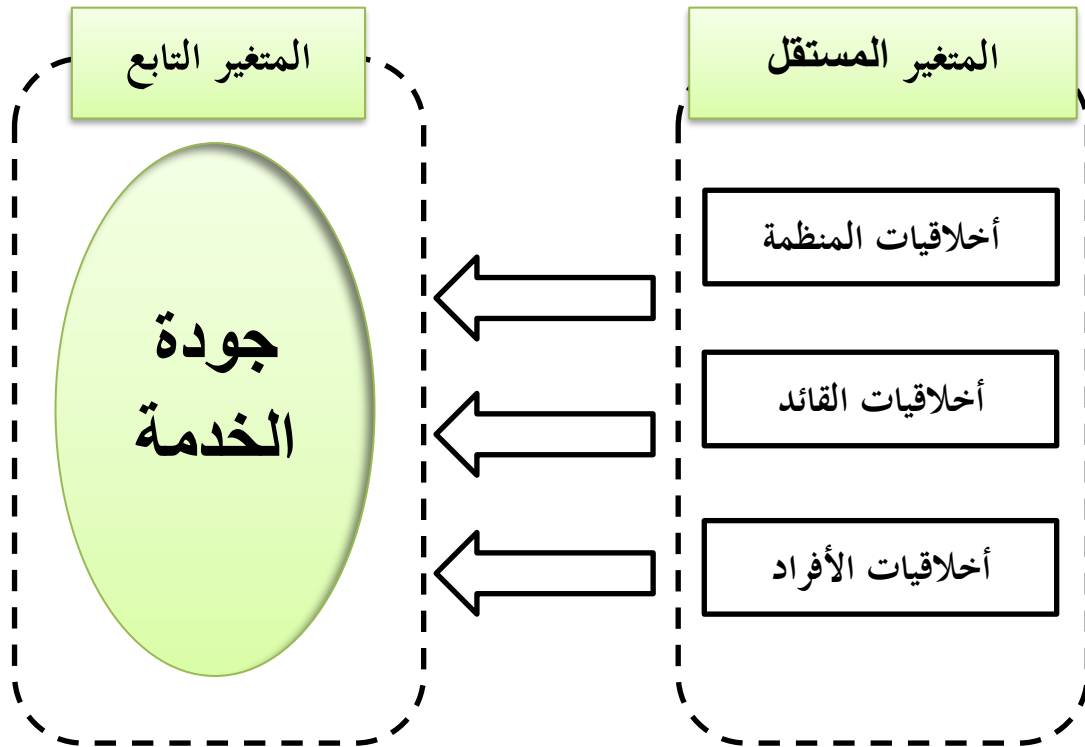 المتغير المستقل
أخلاقيات المنظمة
أخلاقيات القائد
أخلاقيات الأفراد
المتغير التابع
جودة
الخدمة